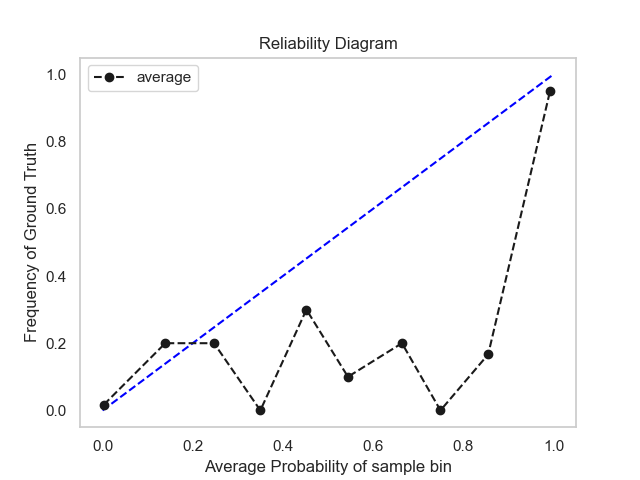 Reliability Diagram
average
Frequency of Ground Truth
1.0
0.8
0.6
0.4
0.2
0.0
0.0 0.2 0.4 0.6 0.8 1.0
Average Probability of sample bin